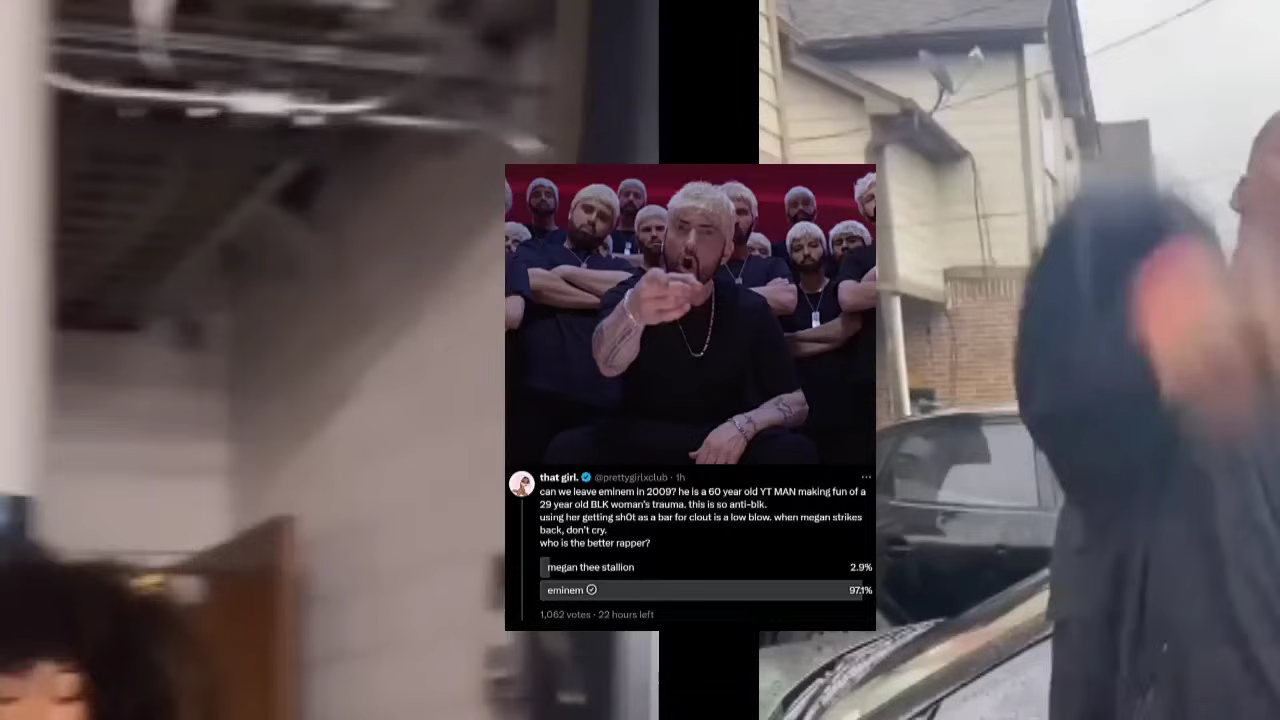 that girl. @prettygirlxclub · 1h
can we leave eminem in 2009? he is a 60 year old YT MAN making fun of a
29 year old BLK woman's trauma. this is so anti-blk.
using her getting sh0t as a bar for clout is a low blow. when megan strikes
back, don't cry.
who is the better rapper?
megan thee stallion 2.9%
eminem 97.1%
1,062 votes · 22 hours left